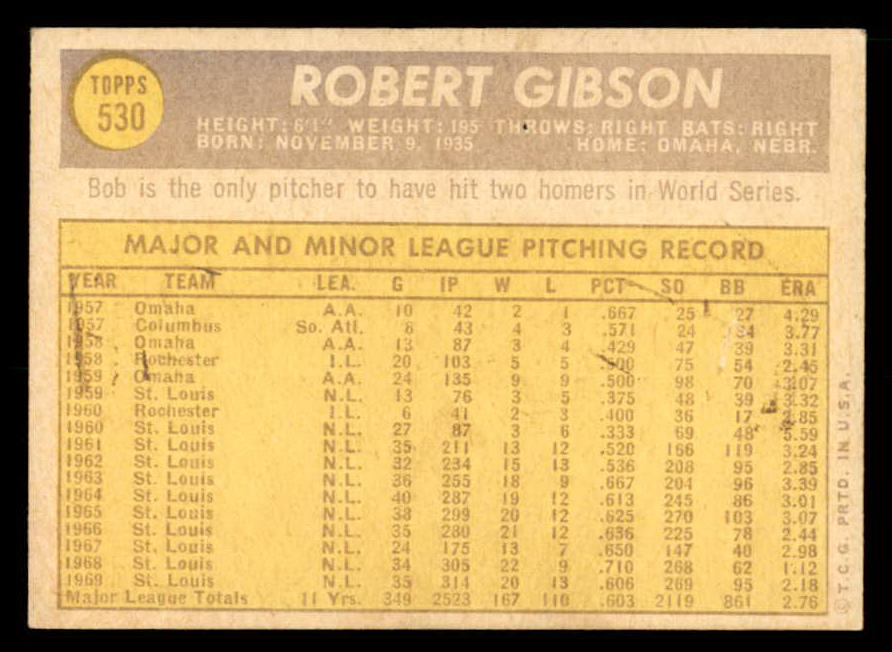 TOPPS
530
ROBERT GIBSON
HEIGHT: 6'1" WEIGHT: 195 THROWS: RIGHT BATS: RIGHT
BORN: NOVEMBER 9, 1935 HOME: OMAHA, NEBR.
Bob is the only pitcher to have hit two homers in World Series.
MAJOR AND MINOR LEAGUE PITCHING RECORD
YEAR TEAM LEA. G IP W L PCT. SO BB ERA
1957 Omaha A.A. 10 42 2 1 .667 25 27 4.29
1957 Columbus So. Atl. 8 43 4 3 .571 24 34 3.77
1958 Omaha A.A. 13 87 3 4 .429 47 39 3.31
1958 Rochester I.L. 20 103 5 5 .500 75 54 2.45
1959 Omaha A.A. 24 135 9 9 .500 98 70 3.07
1959 St. Louis N.L. 13 76 3 5 .375 48 39 3.32
1960 Rochester I.L. 6 41 2 3 .400 36 17 2.85
1960 St. Louis N.L. 27 87 3 6 .333 69 48 5.59
1961 St. Louis N.L. 35 211 13 12 .520 166 119 3.24
1962 St. Louis N.L. 32 234 15 13 .536 208 95 2.85
1963 St. Louis N.L. 36 255 18 9 .667 204 96 3.39
1964 St. Louis N.L. 40 287 19 12 .613 245 86 3.01
1965 St. Louis N.L. 38 299 20 12 .625 270 103 3.07
1966 St. Louis N.L. 35 280 21 12 .636 225 78 2.44
1967 St. Louis N.L. 24 175 13 7 .650 147 40 2.98
1968 St. Louis N.L. 34 305 22 9 .710 268 62 1.12
1969 St. Louis N.L. 35 314 20 13 .606 269 95 2.18
Major League Totals 11 Yrs. 349 2523 167 110 .603 2119 861 2.76
© T.C.G. PRTD. IN U.S.A.